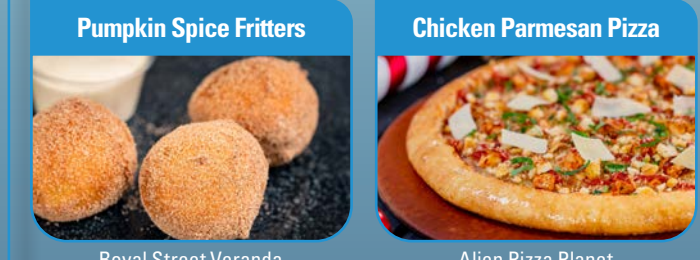 Pumpkin Spice Fritters
Chicken Parmesan Pizza
Royal Street Veranda
Alien Pizza Planet